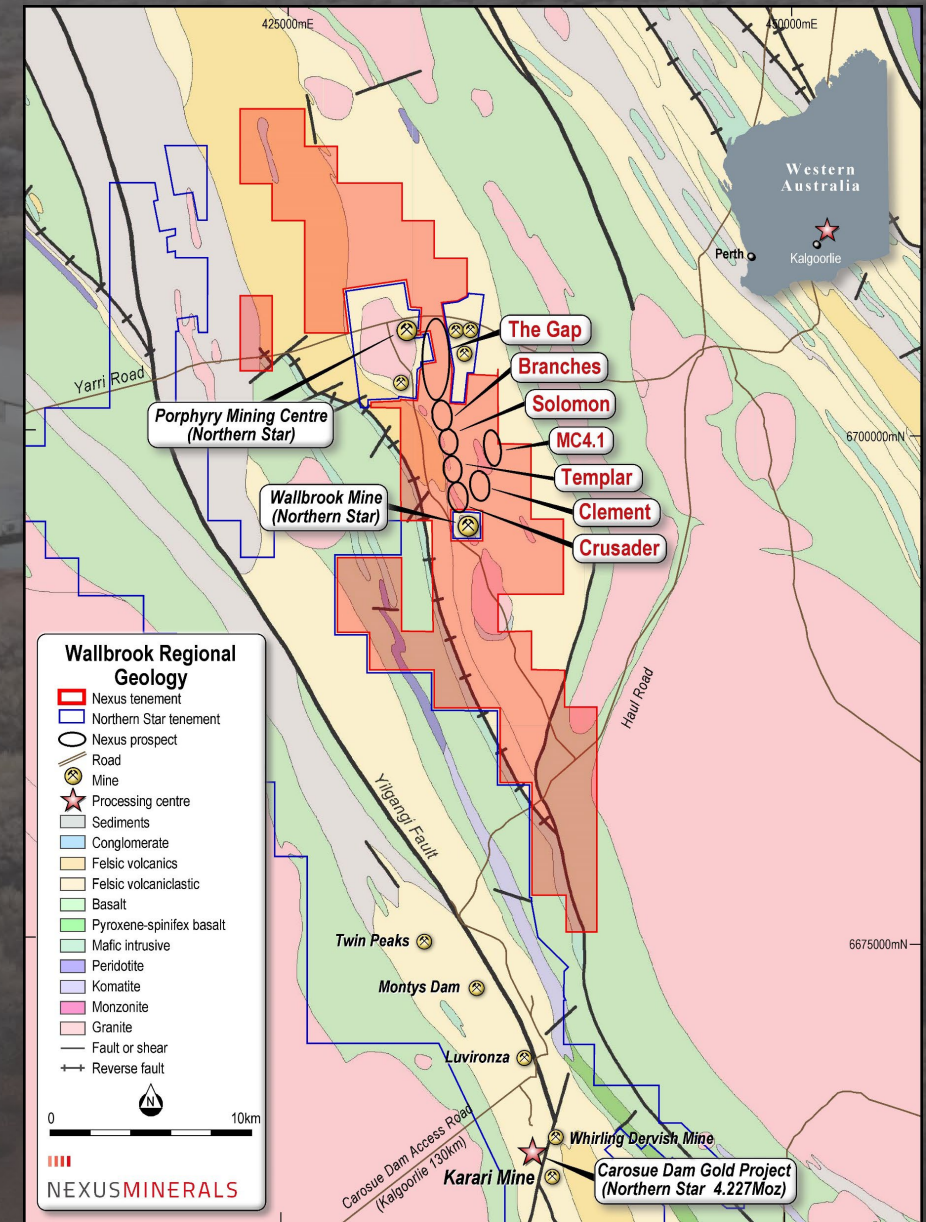 425000mE
450000mE
Western
Australia
Perth
Kalgoorlie
The Gap
Branches
Solomon
MC4.1
Templar
Clement
Crusader
Yarri Road
Porphyry Mining Centre
(Northern Star)
6700000mN
Wallbrook Mine
(Northern Star)
Haul Road
Wallbrook Regional
Geology
Nexus tenement
Northern Star tenement
Nexus prospect
Road
Mine
Processing centre
Sediments
Conglomerate
Felsic volcanics
Felsic volcaniclastic
Basalt
Pyroxene-spinifex basalt
Mafic intrusive
Peridotite
Komatite
Monzonite
Granite
Fault or shear
Reverse fault
N
0
10km
NEXUSMINERALS
Yilgangi Fault
Twin Peaks
6675000mN
Montys Dam
Luvironza
Carosue Dam Access Road
(Kalgoorlie 130km)
Whirling Dervish Mine
Karari Mine
Carosue Dam Gold Project
(Northern Star 4.227Moz)